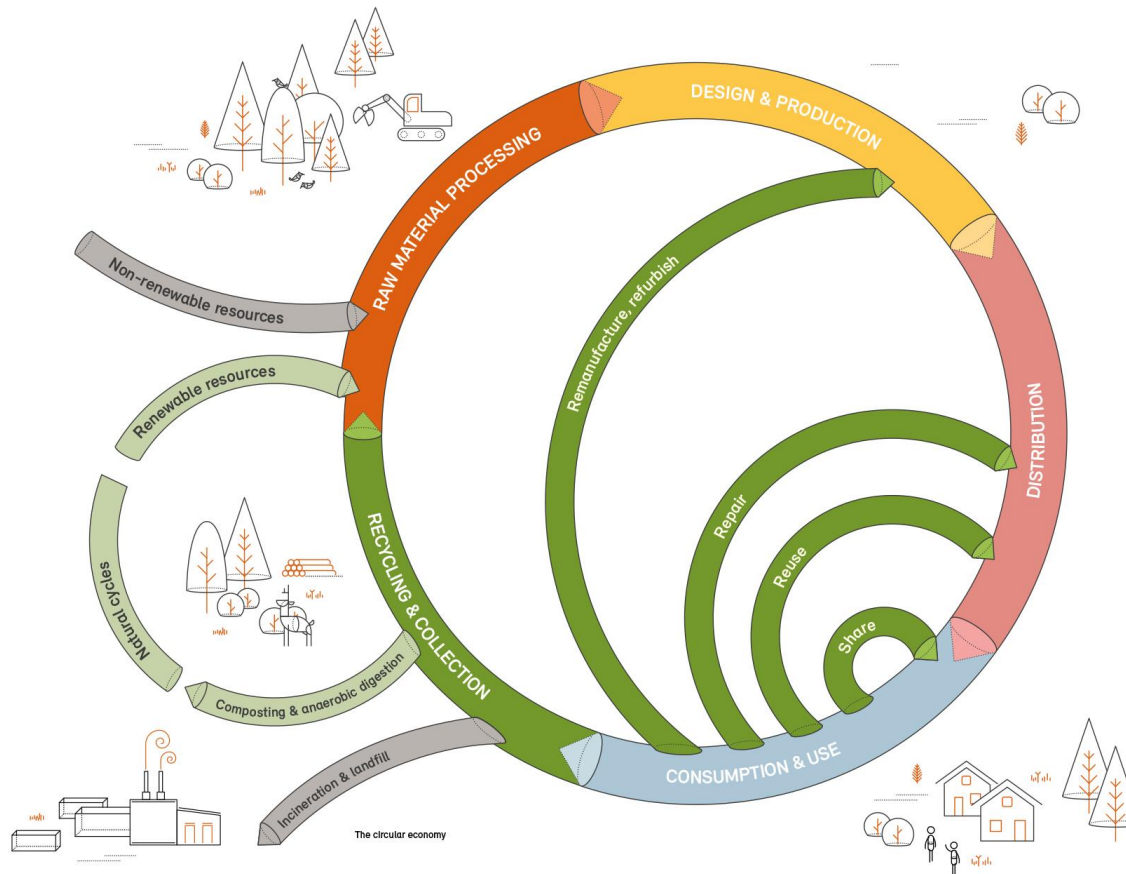 DESIGN & PRODUCTION
RAW MATERIAL PROCESSING
Non-renewable resources
Remanufacture, refurbish
Renewable resources
DISTRIBUTION
Repair
Reuse
RECYCLING & COLLECTION
Natural cycles
Share
Composting & anaerobic digestion
CONSUMPTION & USE
Incineration & landfill
The circular economy